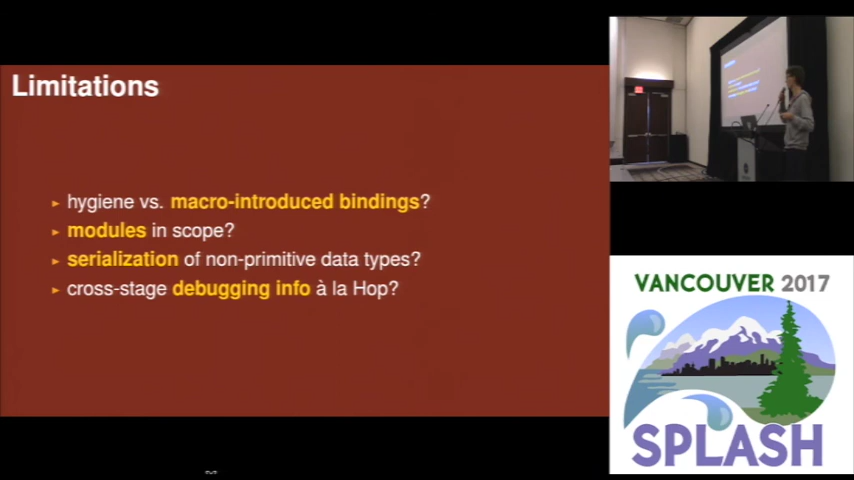 Limitations
► hygiene vs. macro-introduced bindings?
► modules in scope?
► serialization of non-primitive data types?
► cross-stage debugging info à la Hop?
VANCOUVER 2017
SPLASH